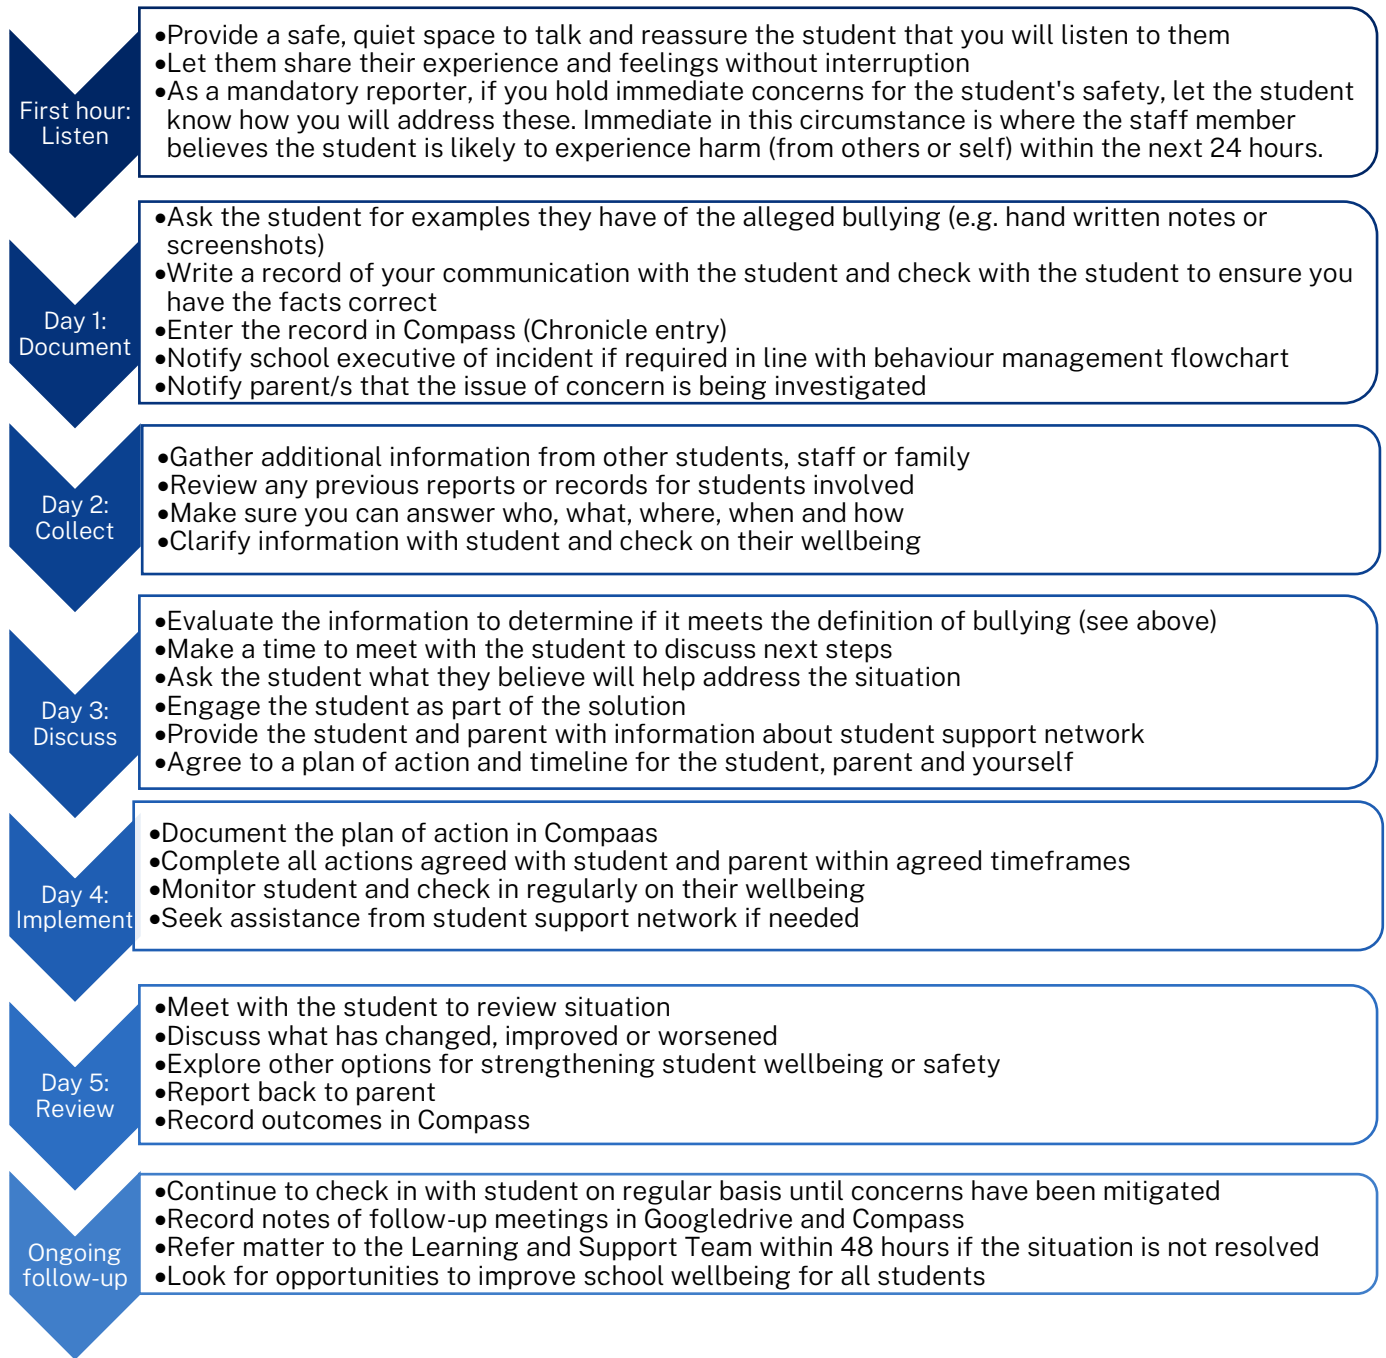 First hour:
Listen
•Provide a safe, quiet space to talk and reassure the student that you will listen to them
•Let them share their experience and feelings without interruption
•As a mandatory reporter, if you hold immediate concerns for the student's safety, let the student
know how you will address these. Immediate in this circumstance is where the staff member
believes the student is likely to experience harm (from others or self) within the next 24 hours.
Day 1:
Document
•Ask the student for examples they have of the alleged bullying (e.g. hand written notes or
screenshots)
•Write a record of your communication with the student and check with the student to ensure you
have the facts correct
•Enter the record in Compass (Chronicle entry)
•Notify school executive of incident if required in line with behaviour management flowchart
•Notify parent/s that the issue of concern is being investigated
Day 2:
Collect
•Gather additional information from other students, staff or family
•Review any previous reports or records for students involved
•Make sure you can answer who, what, where, when and how
•Clarify information with student and check on their wellbeing
Day 3:
Discuss
•Evaluate the information to determine if it meets the definition of bullying (see above)
•Make a time to meet with the student to discuss next steps
•Ask the student what they believe will help address the situation
•Engage the student as part of the solution
•Provide the student and parent with information about student support network
•Agree to a plan of action and timeline for the student, parent and yourself
Day 4:
Implement
•Document the plan of action in Compaas
•Complete all actions agreed with student and parent within agreed timeframes
•Monitor student and check in regularly on their wellbeing
•Seek assistance from student support network if needed
Day 5:
Review
•Meet with the student to review situation
•Discuss what has changed, improved or worsened
•Explore other options for strengthening student wellbeing or safety
•Report back to parent
•Record outcomes in Compass
Ongoing
follow-up
•Continue to check in with student on regular basis until concerns have been mitigated
•Record notes of follow-up meetings in Googledrive and Compass
•Refer matter to the Learning and Support Team within 48 hours if the situation is not resolved
•Look for opportunities to improve school wellbeing for all students